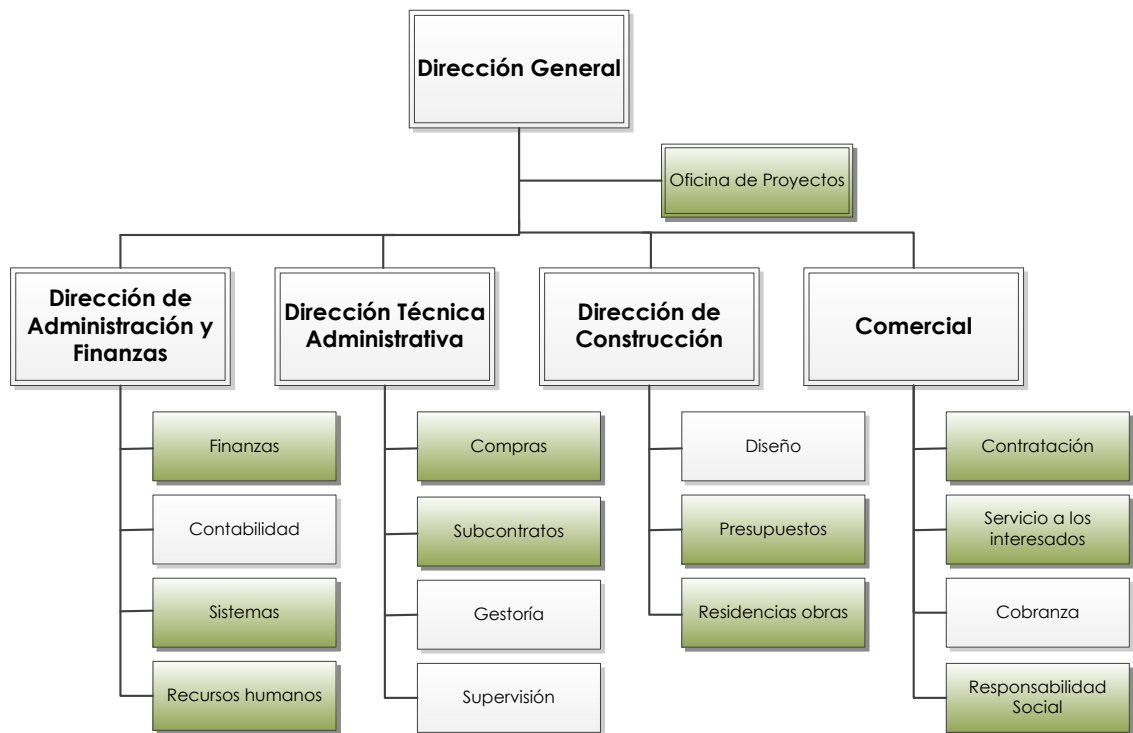 Dirección General
Oficina de Proyectos
Dirección de
Administración y
Finanzas
Dirección Técnica
Administrativa
Dirección de
Construcción
Comercial
Finanzas
Contabilidad
Sistemas
Recursos humanos
Compras
Subcontratos
Gestoría
Supervisión
Diseño
Presupuestos
Residencias obras
Contratación
Servicio a los
interesados
Cobranza
Responsabilidad
Social